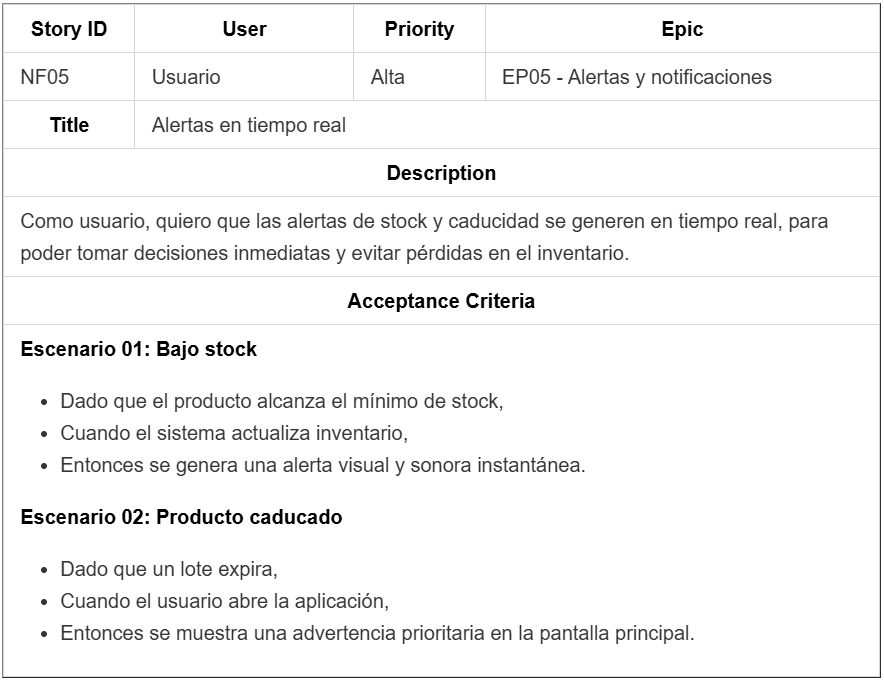 Story ID User Priority Epic
NF05 Usuario Alta EP05 - Alertas y notificaciones
Title Alertas en tiempo real
Description
Como usuario, quiero que las alertas de stock y caducidad se generen en tiempo real, para
poder tomar decisiones inmediatas y evitar pérdidas en el inventario.
Acceptance Criteria
Escenario 01: Bajo stock
• Dado que el producto alcanza el mínimo de stock,
• Cuando el sistema actualiza inventario,
• Entonces se genera una alerta visual y sonora instantánea.
Escenario 02: Producto caducado
• Dado que un lote expira,
• Cuando el usuario abre la aplicación,
• Entonces se muestra una advertencia prioritaria en la pantalla principal.